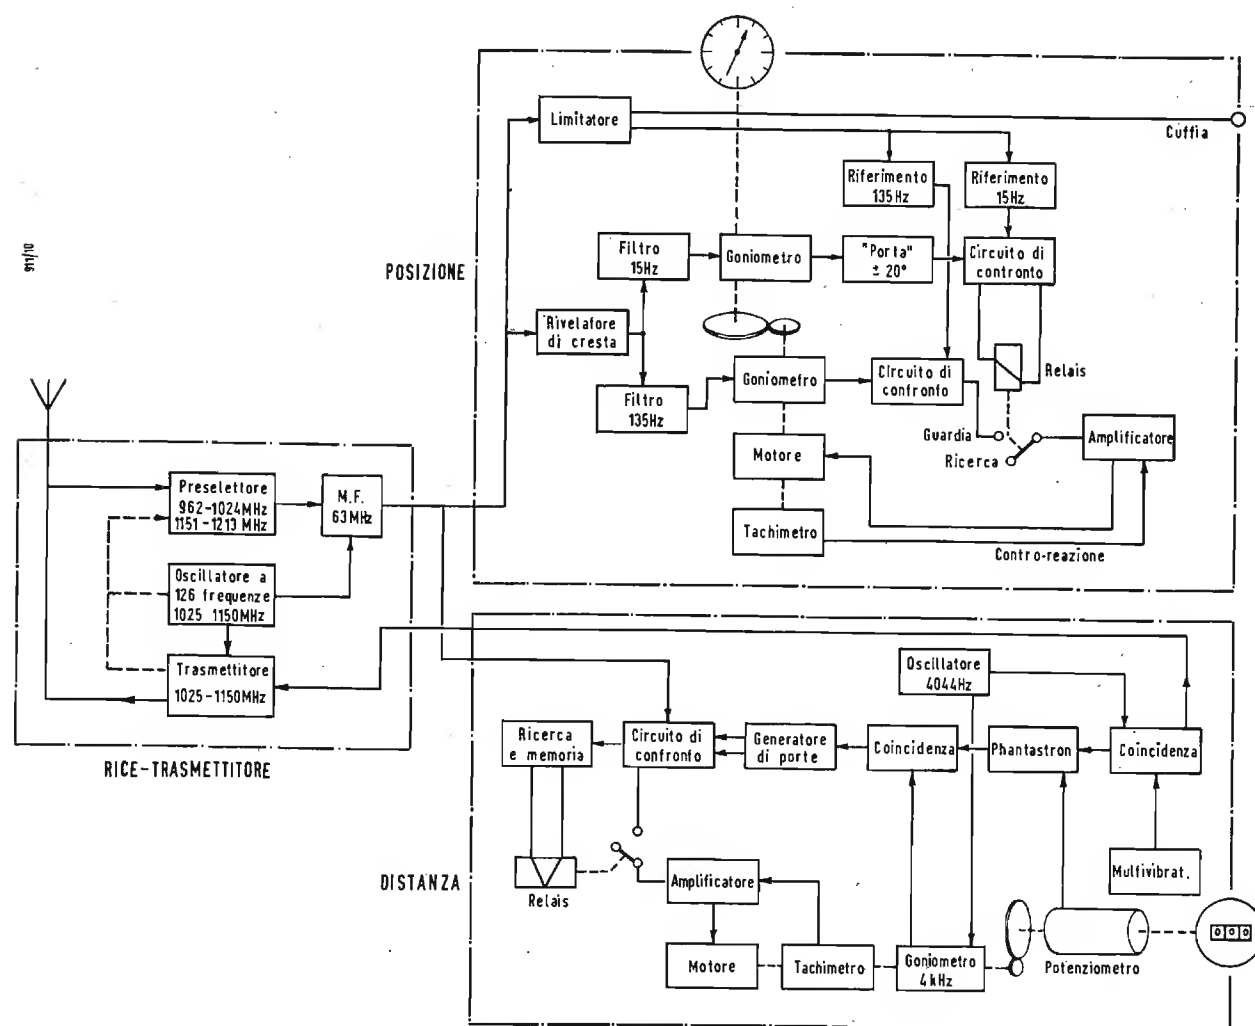 Limitatore
Cuffia
Riferimento
135Hz
Riferimento
15Hz
911/10
POSIZIONE
Filtro
15Hz
Goniometro
"Porta"
± 20°
Circuito di
confronto
Rivelatore
di cresta
Relais
Filtro
135Hz
Goniometro
Circuito di
confronto
Guardia
Ricerca
Amplificatore
Motore
Tachimetro
Contro-reazione
Preselettore
962-1024MHz
1151-1213 MHz
M.F.
63MHz
Oscillatore a
126 frequenze
1025 1150MHz
Trasmettitore
1025-1150MHz
RICE-TRASMETTITORE
Oscillatore
4044Hz
Ricerca
e memoria
Circuito di
confronto
Generatore
di porte
Coincidenza
Phantastron
Coincidenza
Multivibrat.
DISTANZA
Relais
Amplificatore
Motore
Tachimetro
Goniometro
4kHz
Potenziometro
000